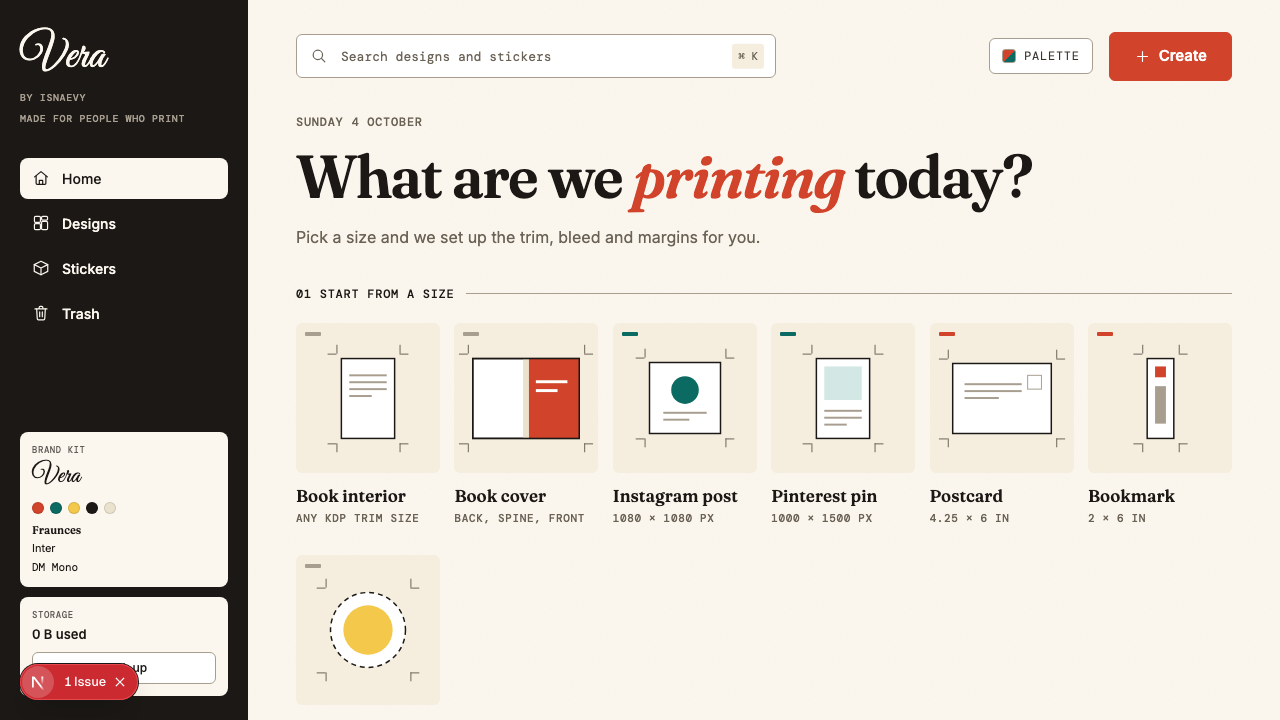 Vera
BY ISNAEVY
MADE FOR PEOPLE WHO PRINT
Home
Designs
Stickers
Trash
BRAND KIT
Vera
Fraunces
Inter
DM Mono
STORAGE
0 B used
up
1 Issue
Search designs and stickers
⌘ K
PALETTE
Create
SUNDAY 4 OCTOBER
What are we printing today?
Pick a size and we set up the trim, bleed and margins for you.
01 START FROM A SIZE
Book interior
ANY KDP TRIM SIZE
Book cover
BACK, SPINE, FRONT
Instagram post
1080 × 1080 PX
Pinterest pin
1000 × 1500 PX
Postcard
4.25 × 6 IN
Bookmark
2 × 6 IN